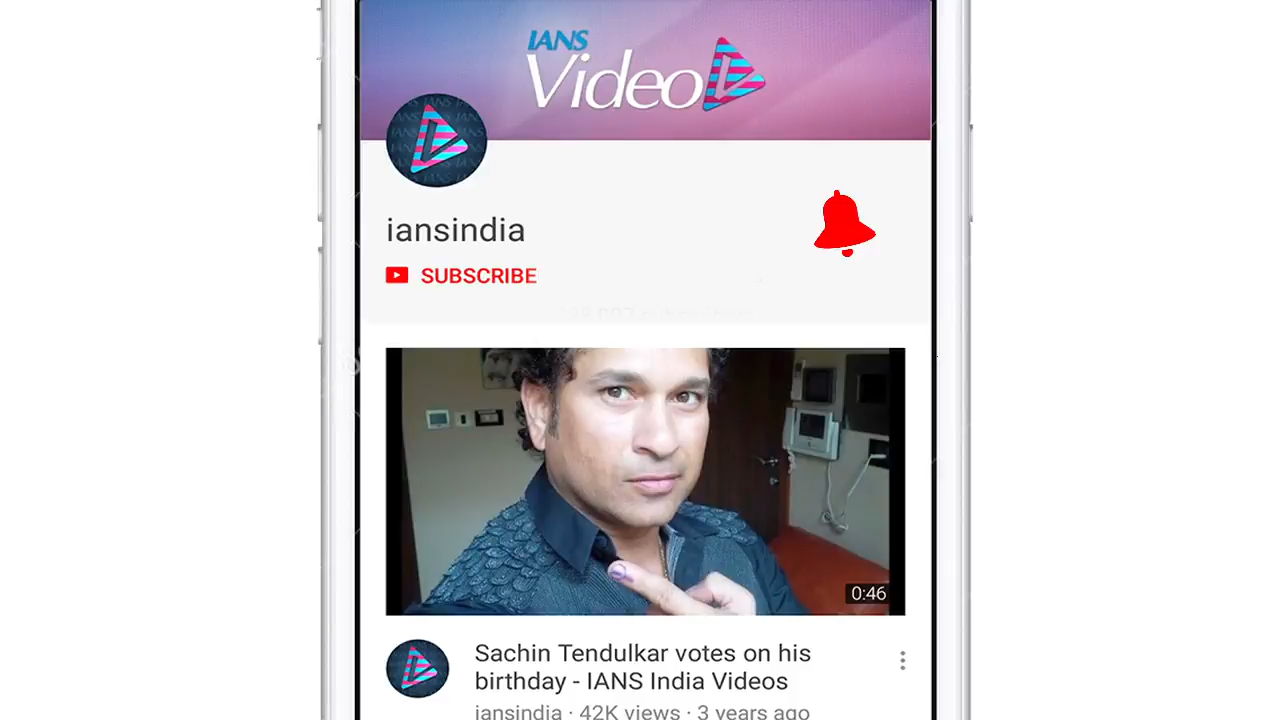 IANS
Video
iansindia
SUBSCRIBE
0:46
Sachin Tendulkar votes on his
birthday - IANS India Videos
iansindia · 42K views · 3 years ago